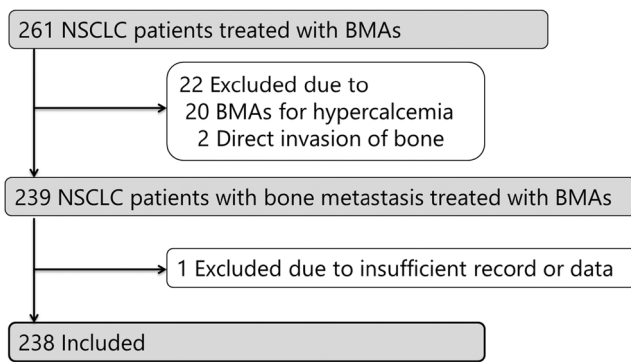 261 NSCLC patients treated with BMAs
22 Excluded due to
20 BMAs for hypercalcemia
2 Direct invasion of bone
239 NSCLC patients with bone metastasis treated with BMAs
1 Excluded due to insufficient record or data
238 Included